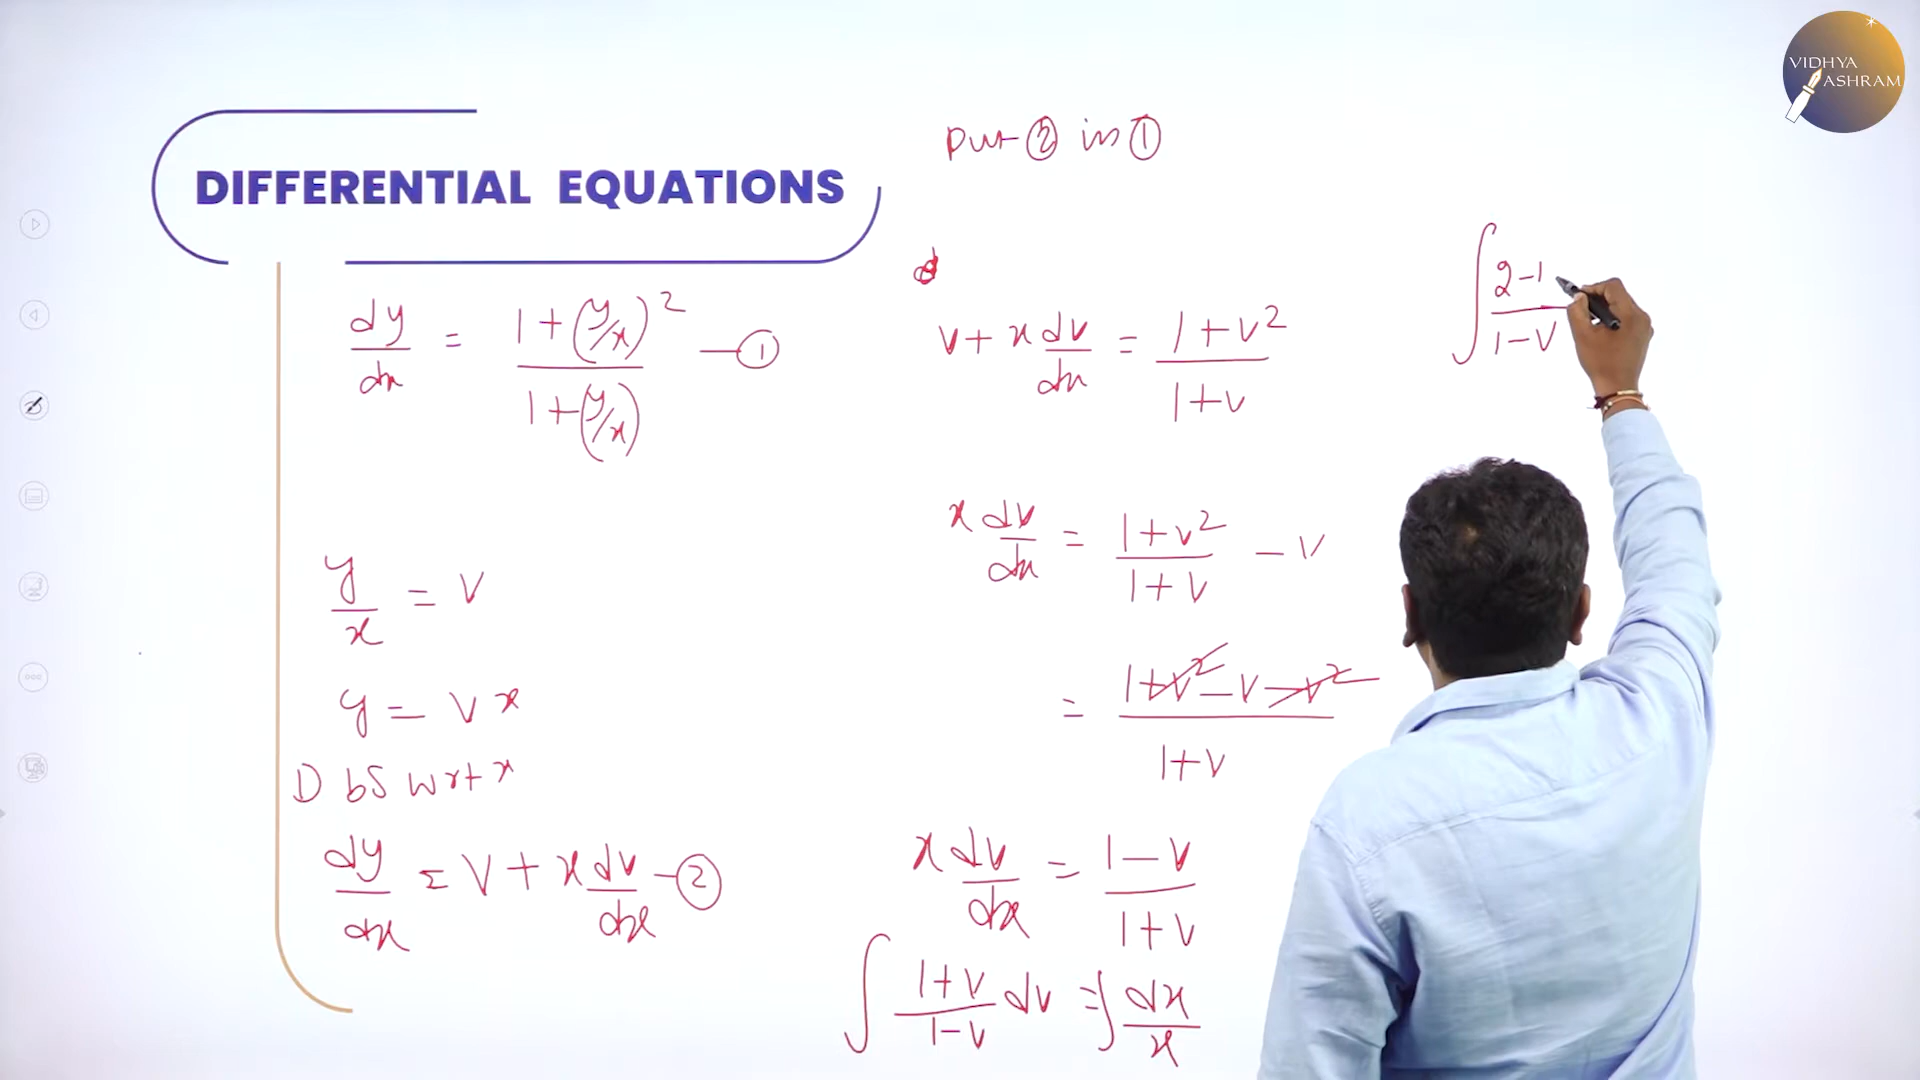 VIDHYA
ASHRAM
DIFFERENTIAL EQUATIONS
dy/dx = (1+(y/x)²)/(1+(y/x)) —①
y/x = v
y = vx
D bS wrt x
dy/dx = v + x dv/dx —②
put ② in ①
v + x dv/dx = (1+v²)/(1+v)
x dv/dx = (1+v²)/(1+v) - v
= (1+v²-v-v²)/(1+v)
x dv/dx = (1-v)/(1+v)
∫ (1+v)/(1-v) dv = ∫ dx/x
∫ (2-1)/(1-v)